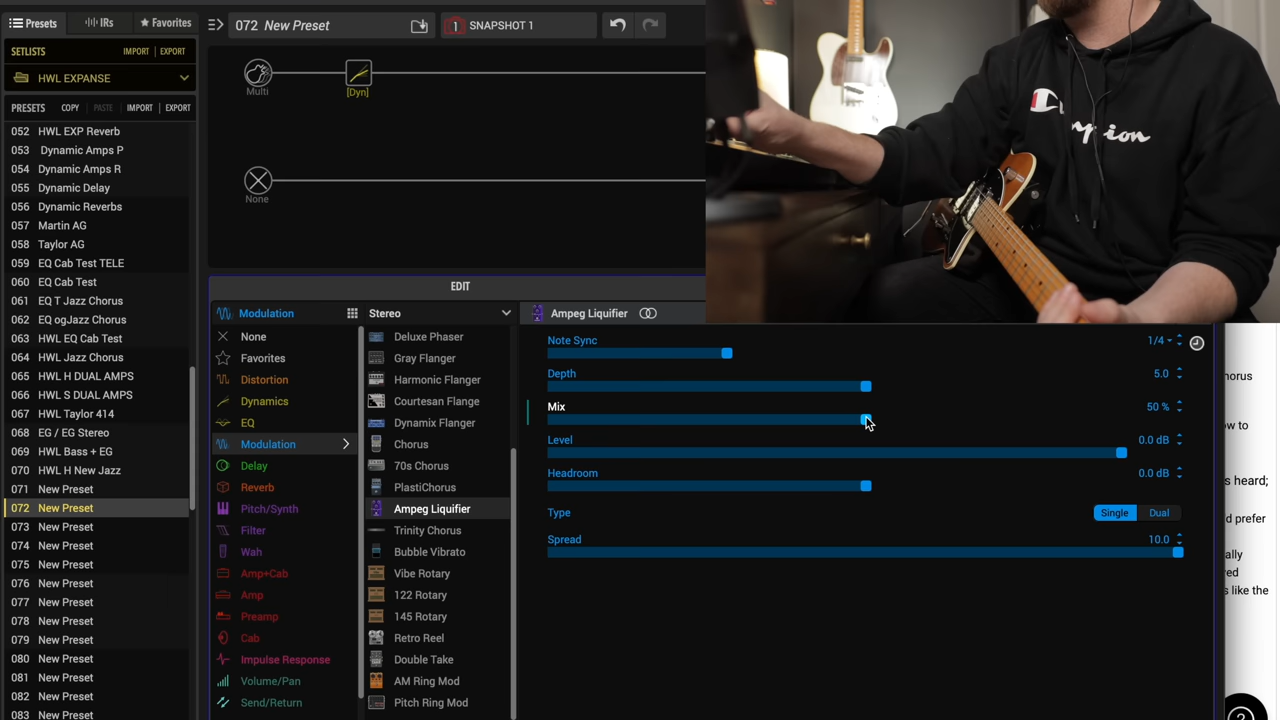 Presets
IRs
Favorites
072 New Preset
1
SNAPSHOT 1
SETLISTS
IMPORT
EXPORT
HWL EXPANSE
PRESETS
COPY
PASTE
IMPORT
EXPORT
052 HWL EXP Reverb
053 Dynamic Amps P
054 Dynamic Amps R
055 Dynamic Delay
056 Dynamic Reverbs
057 Martin AG
058 Taylor AG
059 EQ Cab Test TELE
060 EQ Cab Test
061 EQ T Jazz Chorus
062 EQ ogJazz Chorus
063 HWL EQ Cab Test
064 HWL Jazz Chorus
065 HWL H DUAL AMPS
066 HWL S DUAL AMPS
067 HWL Taylor 414
068 EG / EG Stereo
069 HWL Bass + EG
070 HWL H New Jazz
071 New Preset
072 New Preset
073 New Preset
074 New Preset
075 New Preset
076 New Preset
077 New Preset
078 New Preset
079 New Preset
080 New Preset
081 New Preset
082 New Preset
083 New Preset
Multi
[Dyn]
None
Champion
EDIT
Modulation
Stereo
Ampeg Liquifier
None
Favorites
Distortion
Dynamics
EQ
Modulation
Delay
Reverb
Pitch/Synth
Filter
Wah
Amp+Cab
Amp
Preamp
Cab
Impulse Response
Volume/Pan
Send/Return
Deluxe Phaser
Gray Flanger
Harmonic Flanger
Courtesan Flange
Dynamix Flanger
Chorus
70s Chorus
PlastiChorus
Ampeg Liquifier
Trinity Chorus
Bubble Vibrato
Vibe Rotary
122 Rotary
145 Rotary
Retro Reel
Double Take
AM Ring Mod
Pitch Ring Mod
Note Sync
1/4
Depth
5.0
Mix
50 %
Level
0.0 dB
Headroom
0.0 dB
Type
Single
Dual
Spread
10.0
horus
w to
s heard;
d prefer
ally
ed
s like the
?